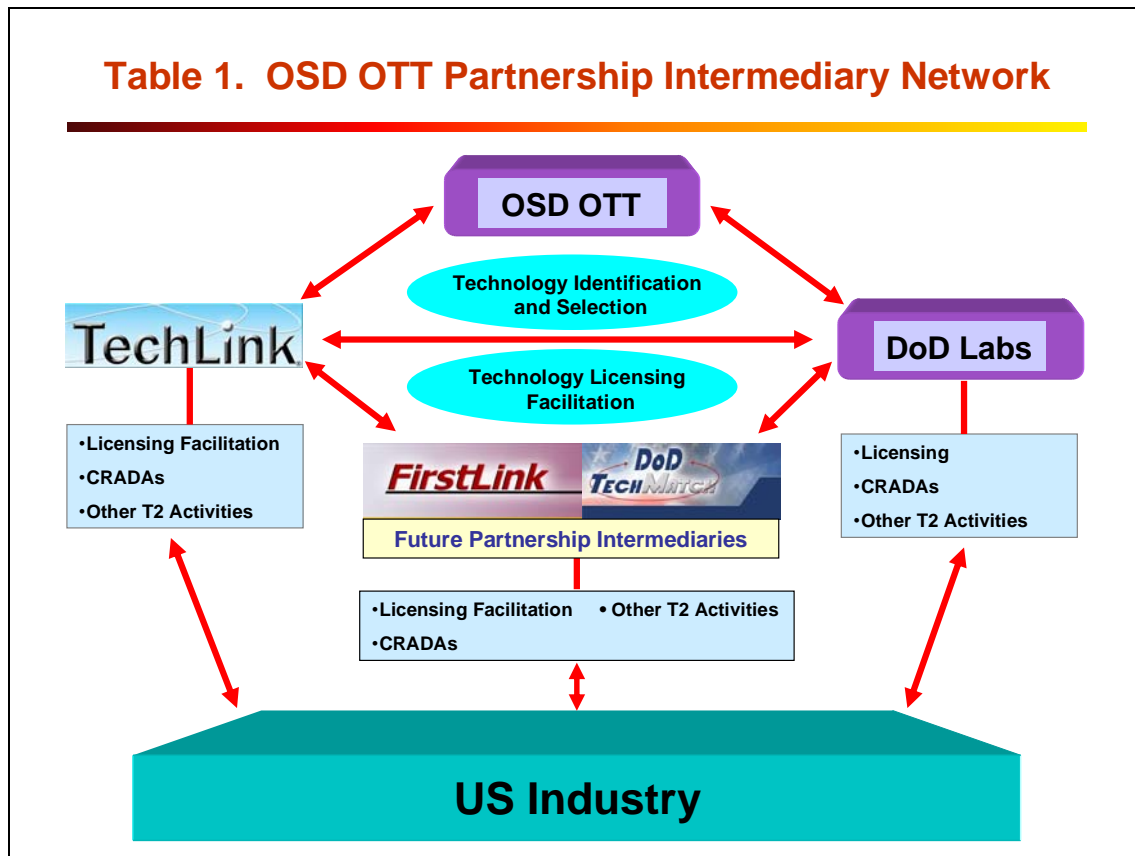 Table 1. OSD OTT Partnership Intermediary Network
OSD OTT
Technology Identification
and Selection
TechLink
DoD Labs
Technology Licensing
Facilitation
•Licensing Facilitation
•CRADAs
•Other T2 Activities
FirstLink
DoD
TechMatch
Future Partnership Intermediaries
•Licensing
•CRADAs
•Other T2 Activities
•Licensing Facilitation • Other T2 Activities
•CRADAs
US Industry